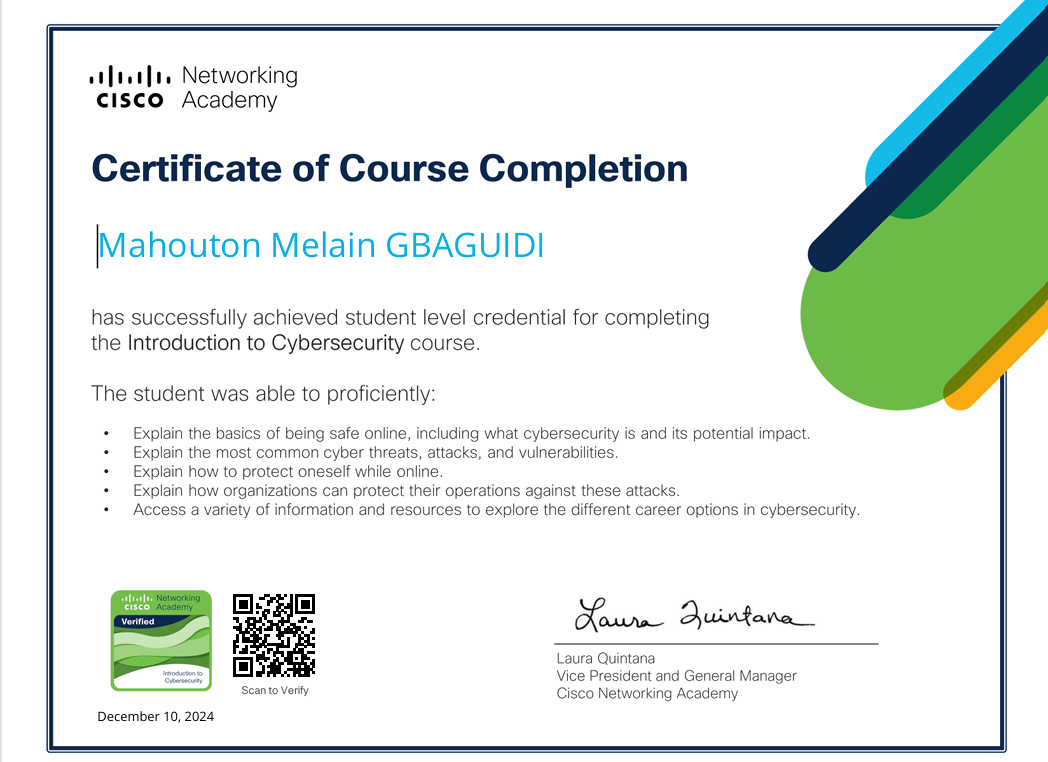 Networking
Academy
CISCO
Certificate of Course Completion
Mahouton Melain GBAGUIDI
has successfully achieved student level credential for completing
the Introduction to Cybersecurity course.
The student was able to proficiently:
• Explain the basics of being safe online, including what cybersecurity is and its potential impact.
• Explain the most common cyber threats, attacks, and vulnerabilities.
• Explain how to protect oneself while online.
• Explain how organizations can protect their operations against these attacks.
• Access a variety of information and resources to explore the different career options in cybersecurity.
Networking
CISCO Academy
Verified
Introduction to
Cybersecurity
Scan to Verify
December 10, 2024
Laura Quintana
Laura Quintana
Vice President and General Manager
Cisco Networking Academy